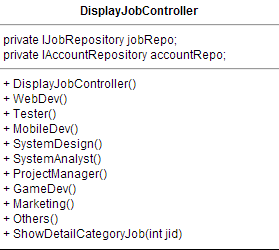 DisplayJobController
private IJobRepository jobRepo;
private IAccountRepository accountRepo;
+ DisplayJobController()
+ WebDev()
+ Tester()
+ MobileDev()
+ SystemDesign()
+ SystemAnalyst()
+ ProjectManager()
+ GameDev()
+ Marketing()
+ Others()
+ ShowDetailCategoryJob(int jid)